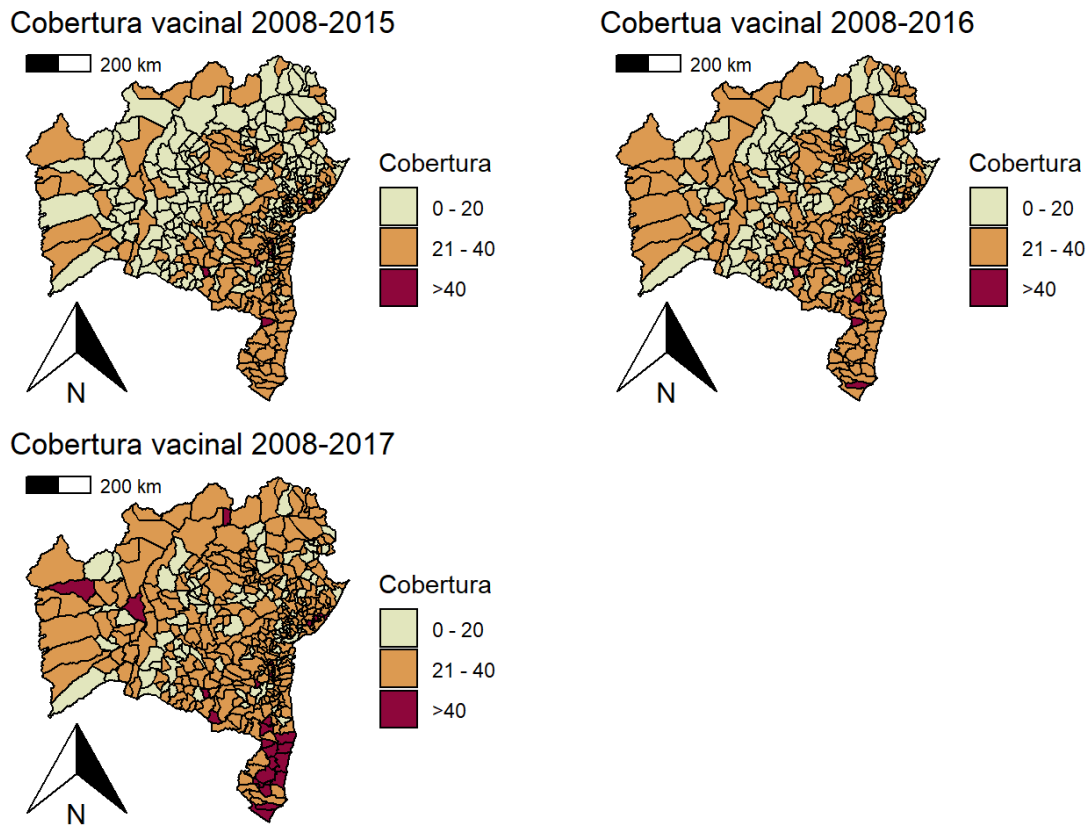 Cobertura vacinal 2008-2015
200 km
Cobertura
0 - 20
21 - 40
>40
N
Cobertua vacinal 2008-2016
200 km
Cobertura
0 - 20
21 - 40
>40
N
Cobertura vacinal 2008-2017
200 km
Cobertura
0 - 20
21 - 40
>40
N